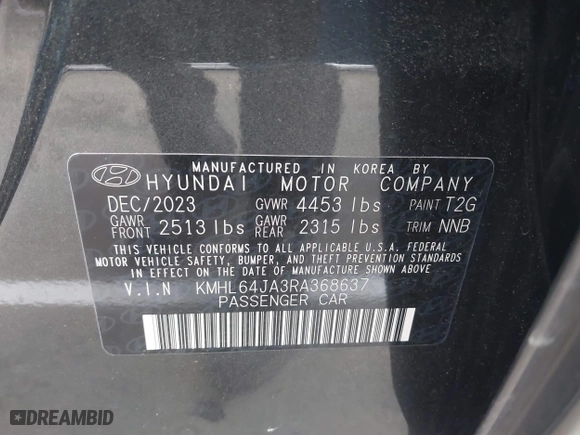 MANUFACTURED IN KOREA BY
HYUNDAI MOTOR COMPANY
DEC/2023 GVWR 4453 lbs PAINT T2G
GAWR FRONT 2513 lbs GAWR REAR 2315 lbs TRIM NNB
THIS VEHICLE CONFORMS TO ALL APPLICABLE U.S.A. FEDERAL
MOTOR VEHICLE SAFETY, BUMPER, AND THEFT PREVENTION STANDARDS
IN EFFECT ON THE DATE OF MANUFACTURE SHOWN ABOVE.
V.I.N KMHL64JA3RA368637
PASSENGER CAR
DREAMBID